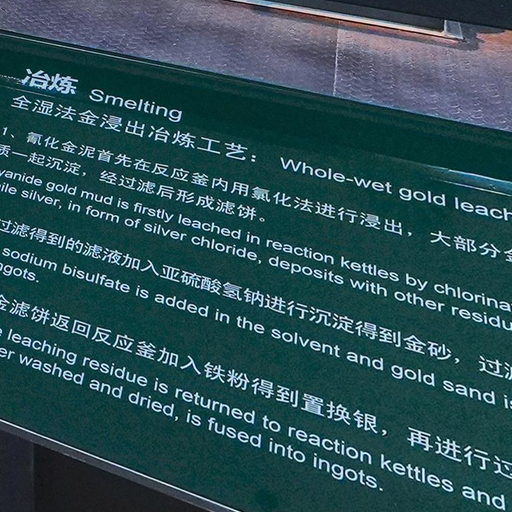 冶炼 Smelting
全湿法金浸出冶炼工艺： Whole-wet gold leach
1、氰化金泥首先在反应釜内用氯化法进行浸出，大部分金
质一起沉淀，经过滤后形成滤饼。
yanide gold mud is firstly leached in reaction kettles by chlorina
ile silver, in form of silver chloride, deposits with other residu
过滤得到的滤液加入亚硫酸氢钠进行沉淀得到金砂，过滤
sodium bisulfate is added in the solvent and gold sand is
ngots.
金滤饼返回反应釜加入铁粉得到置换银，再进行过
e leaching residue is returned to reaction kettles and
er washed and dried, is fused into ingots.